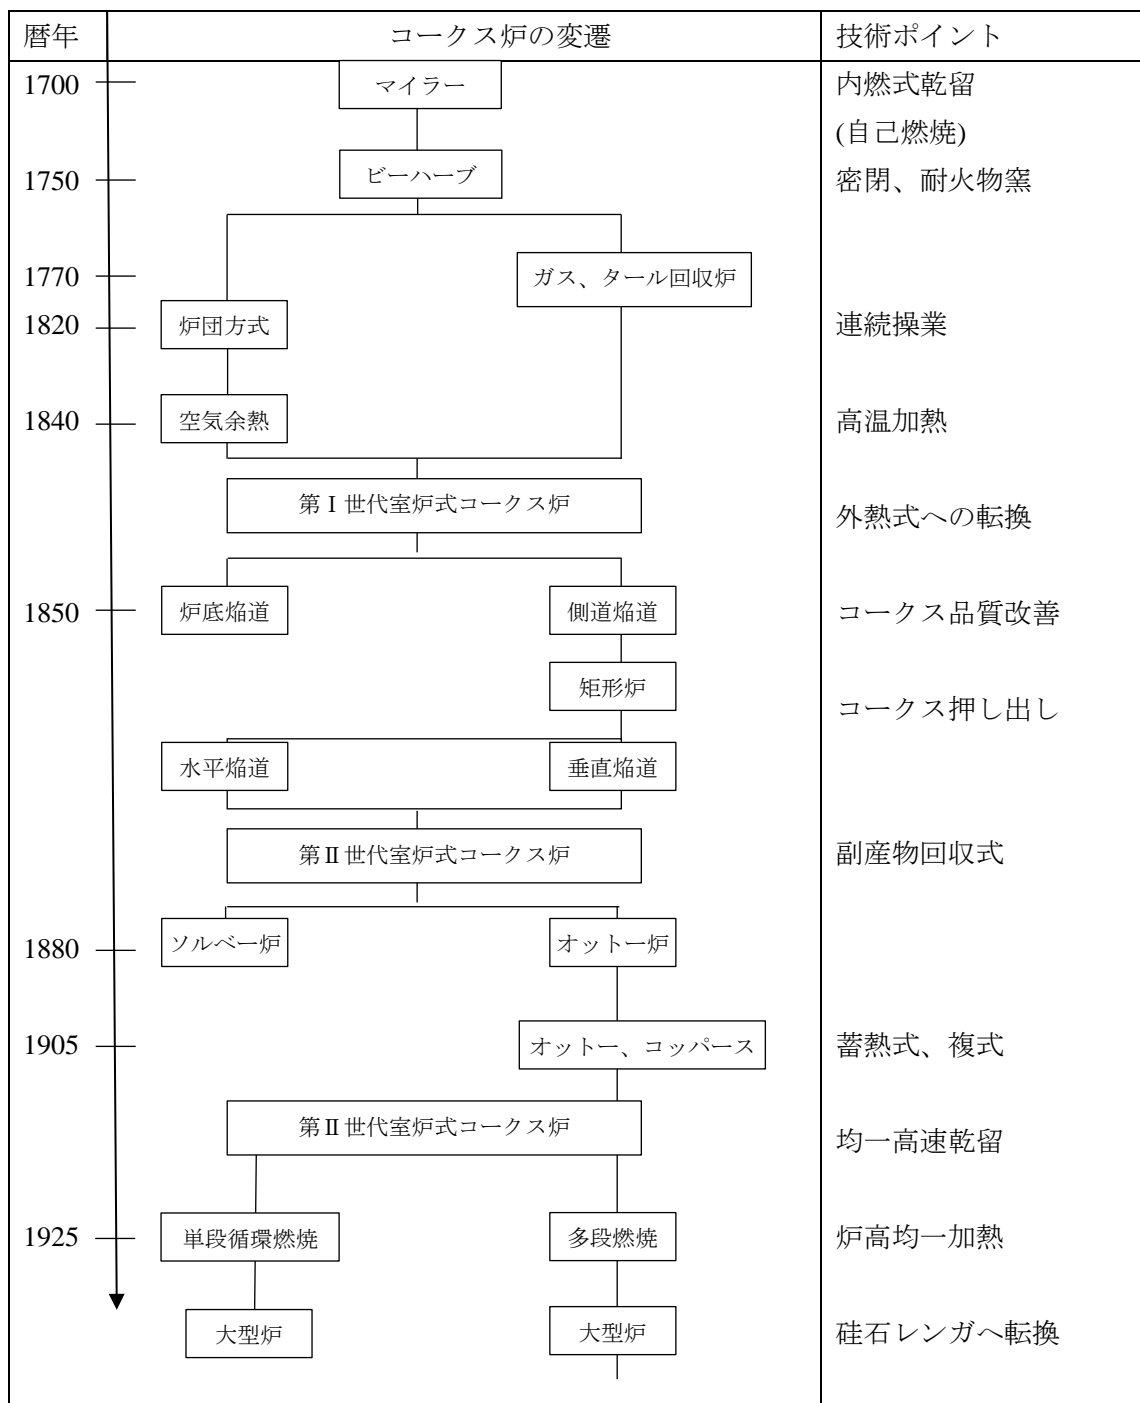 暦年 コークス炉の変遷 技術ポイント
1700 マイラー 内燃式乾留
(自己燃焼)
1750 ビーハーブ 密閉、耐火物窯
1770 ガス、タール回収炉
1820 炉団方式 連続操業
1840 空気余熱 高温加熱
第Ⅰ世代室炉式コークス炉
外熱式への転換
1850 炉底焔道 側道焔道 コークス品質改善
矩形炉
コークス押し出し
水平焔道 垂直焔道
第Ⅱ世代室炉式コークス炉 副産物回収式
1880 ソルベー炉 オットー炉
1905 オットー、コッパース 蓄熱式、複式
第Ⅱ世代室炉式コークス炉
均一高速乾留
1925 単段循環燃焼 多段燃焼 炉高均一加熱
大型炉 大型炉 硅石レンガへ転換